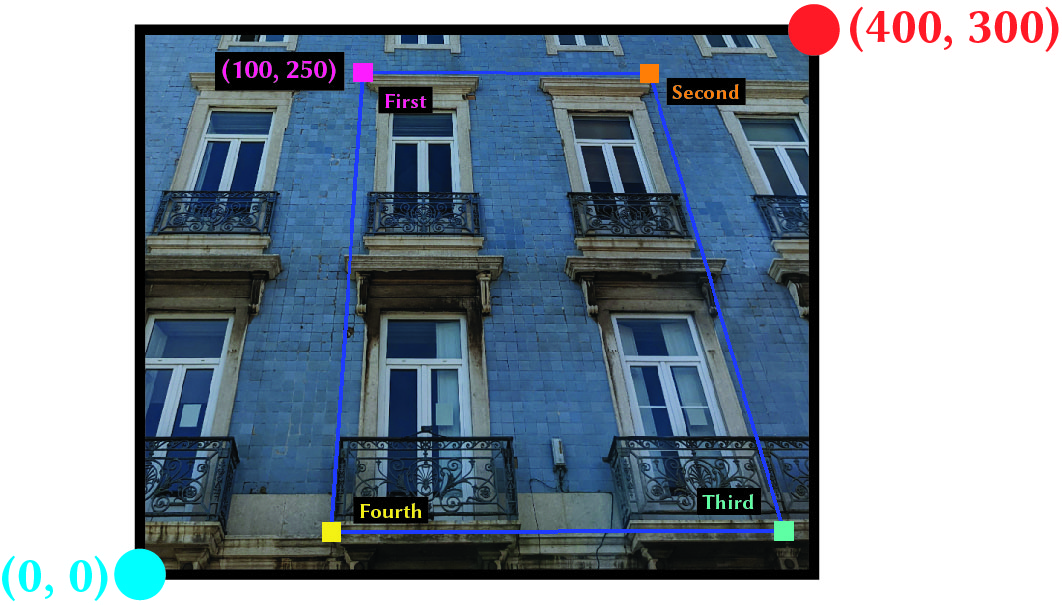 (400, 300)
(100, 250)
First
Second
Third
Fourth
(0, 0)